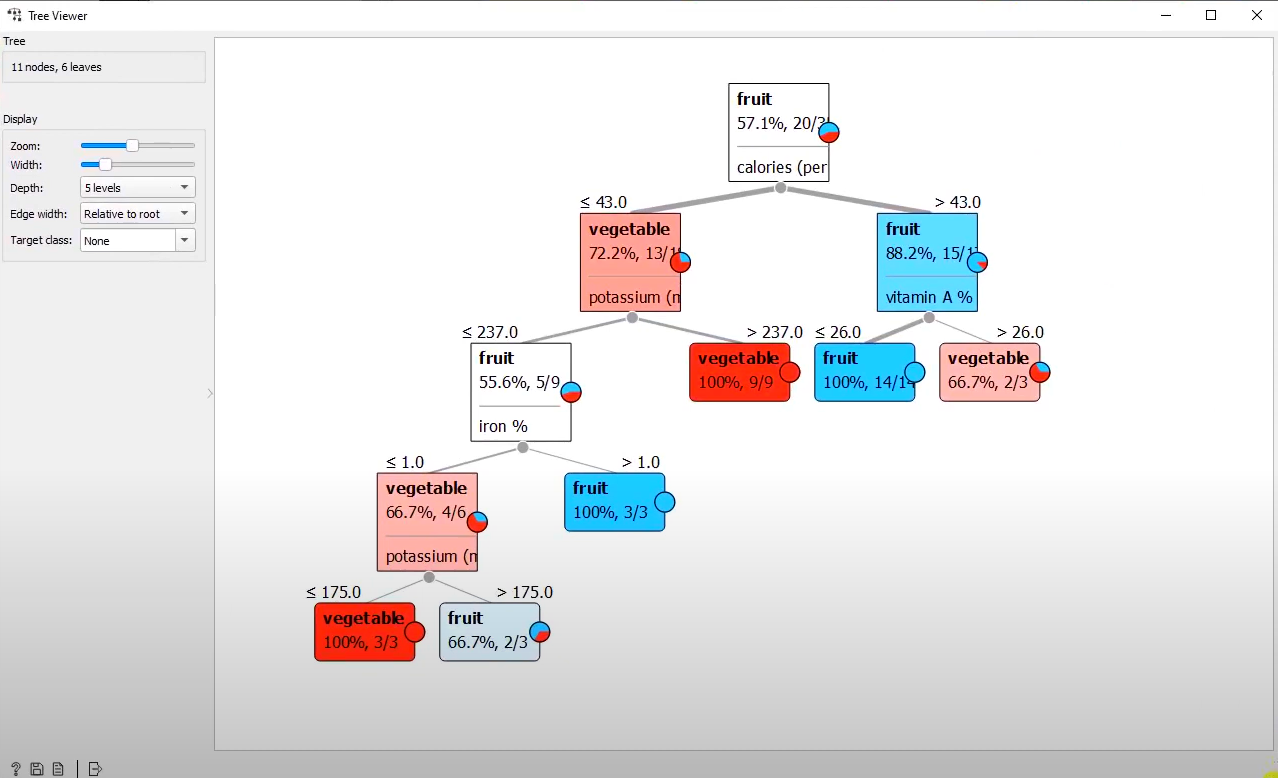 Tree Viewer
Tree
11 nodes, 6 leaves
Display
Zoom:
Width:
Depth: 5 levels
Edge width: Relative to root
Target class: None
fruit
57.1%, 20/3
calories (per
≤ 43.0
> 43.0
vegetable
72.2%, 13/1
potassium (m
fruit
88.2%, 15/1
vitamin A %
≤ 237.0
> 237.0
≤ 26.0
> 26.0
fruit
55.6%, 5/9
iron %
vegetable
100%, 9/9
fruit
100%, 14/14
vegetable
66.7%, 2/3
≤ 1.0
> 1.0
vegetable
66.7%, 4/6
potassium (m
fruit
100%, 3/3
≤ 175.0
> 175.0
vegetable
100%, 3/3
fruit
66.7%, 2/3
?